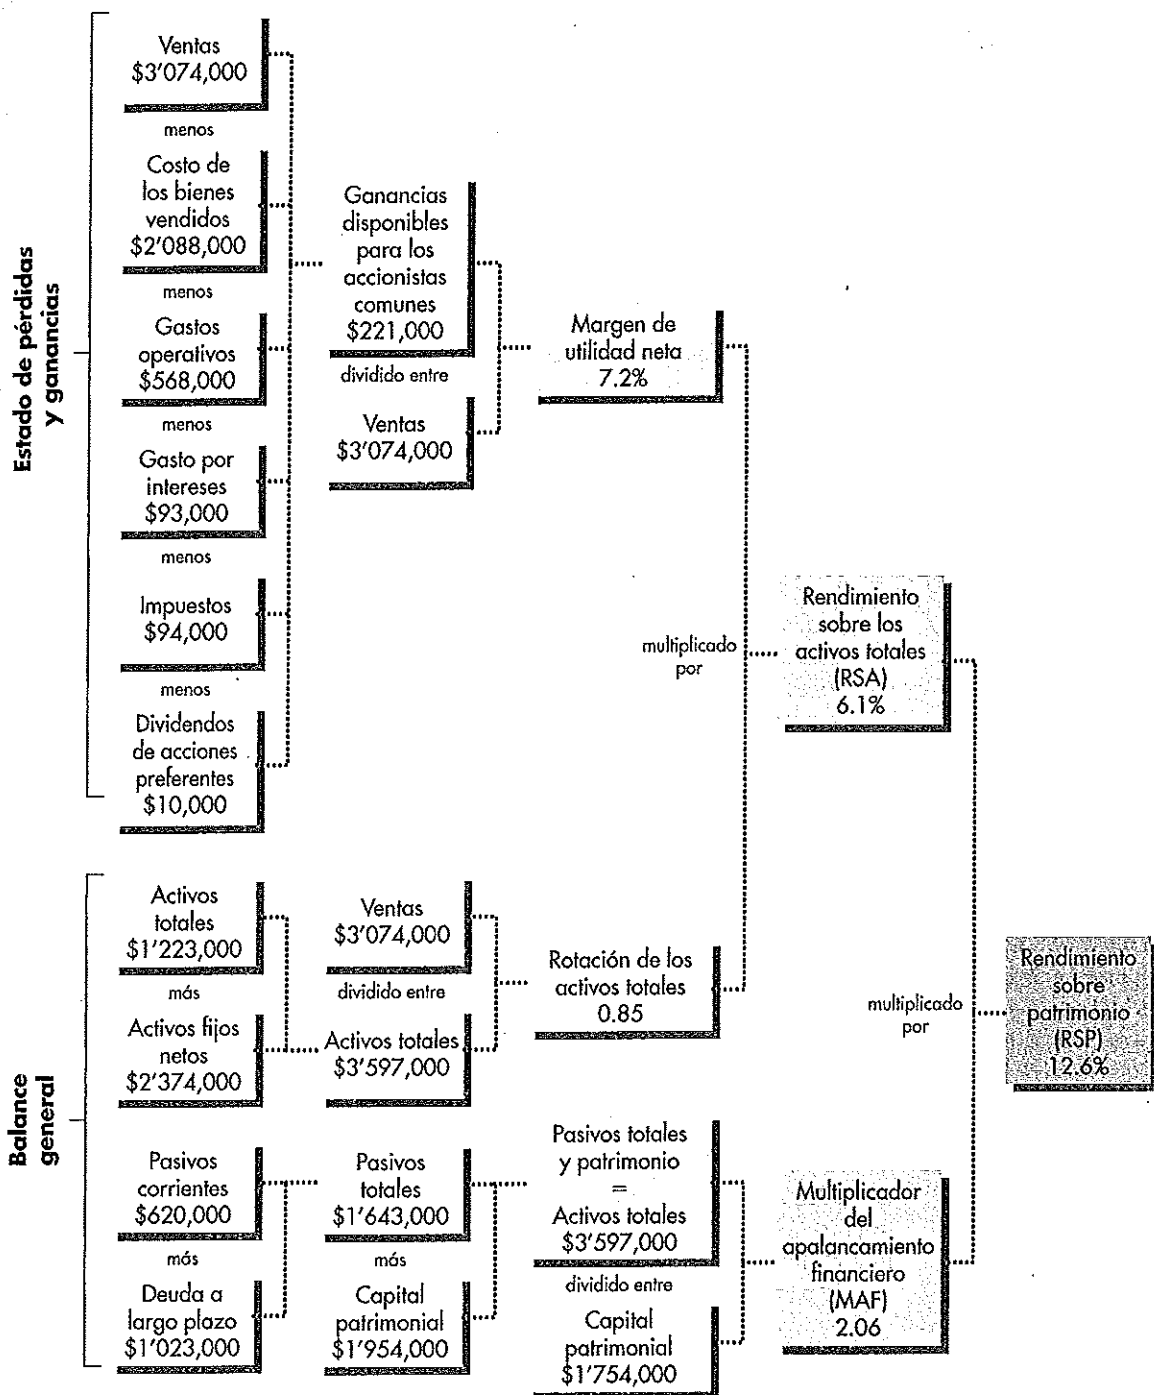 Estado de pérdidas
y ganancias
Ventas
$3'074,000
menos
Costo de
los bienes
vendidos
$2'088,000
menos
Gastos
operativos
$568,000
menos
Gasto por
intereses
$93,000
menos
Impuestos
$94,000
menos
Dividendos
de acciones
preferentes
$10,000
Ganancias
disponibles
para los
accionistas
comunes
$221,000
dividido entre
Ventas
$3'074,000
Margen de
utilidad neta
7.2%
multiplicado
por
Rendimiento
sobre los
activos totales
(RSA)
6.1%
Balance
general
Activos
totales
$1'223,000
más
Activos fijos
netos
$2'374,000
Ventas
$3'074,000
dividido entre
Activos totales
$3'597,000
Rotación de los
activos totales
0.85
multiplicado
por
Rendimiento
sobre
patrimonio
(RSP)
12.6%
Pasivos
corrientes
$620,000
más
Deuda a
largo plazo
$1'023,000
Pasivos
totales
$1'643,000
más
Capital
patrimonial
$1'954,000
Pasivos totales
y patrimonio
=
Activos totales
$3'597,000
dividido entre
Capital
patrimonial
$1'754,000
Multiplicador
del
apalancamiento
financiero
(MAF)
2.06